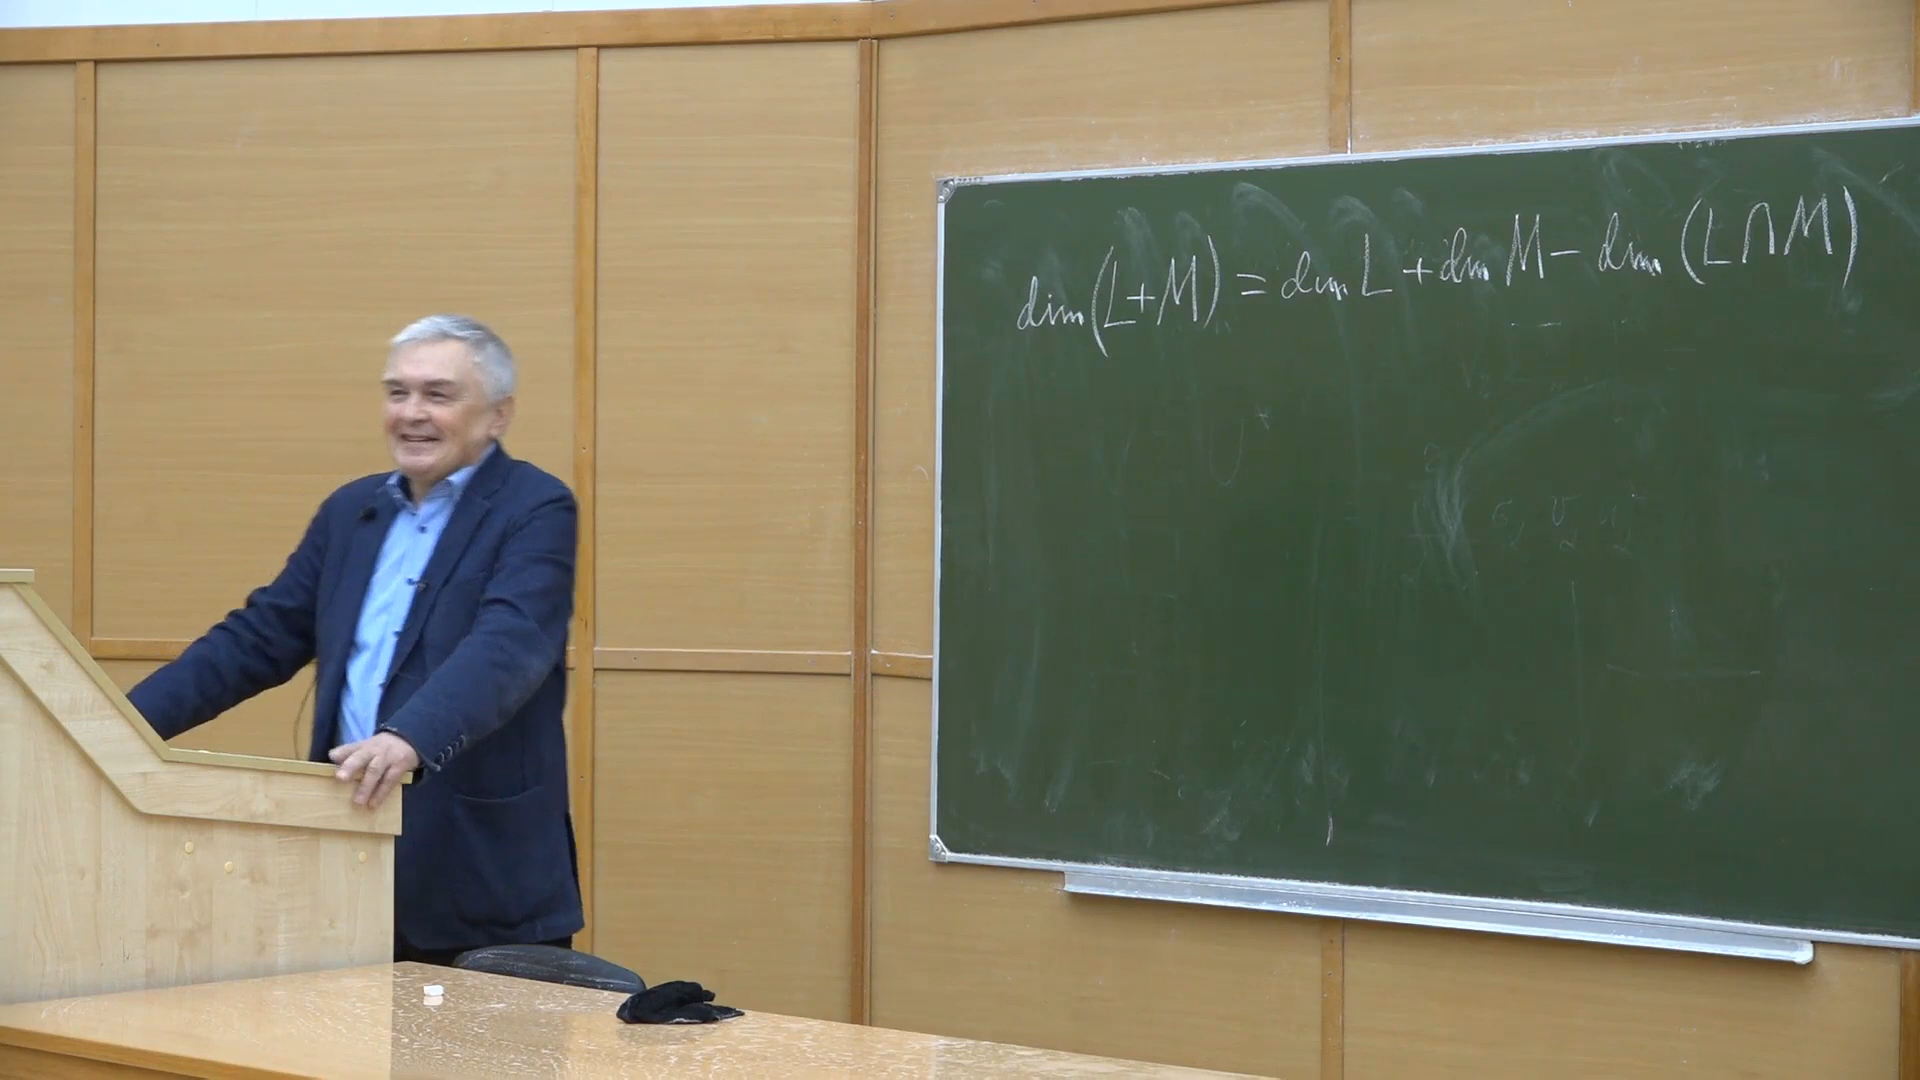 dim(L+M) = dim L + dim M - dim (L ∩ M)